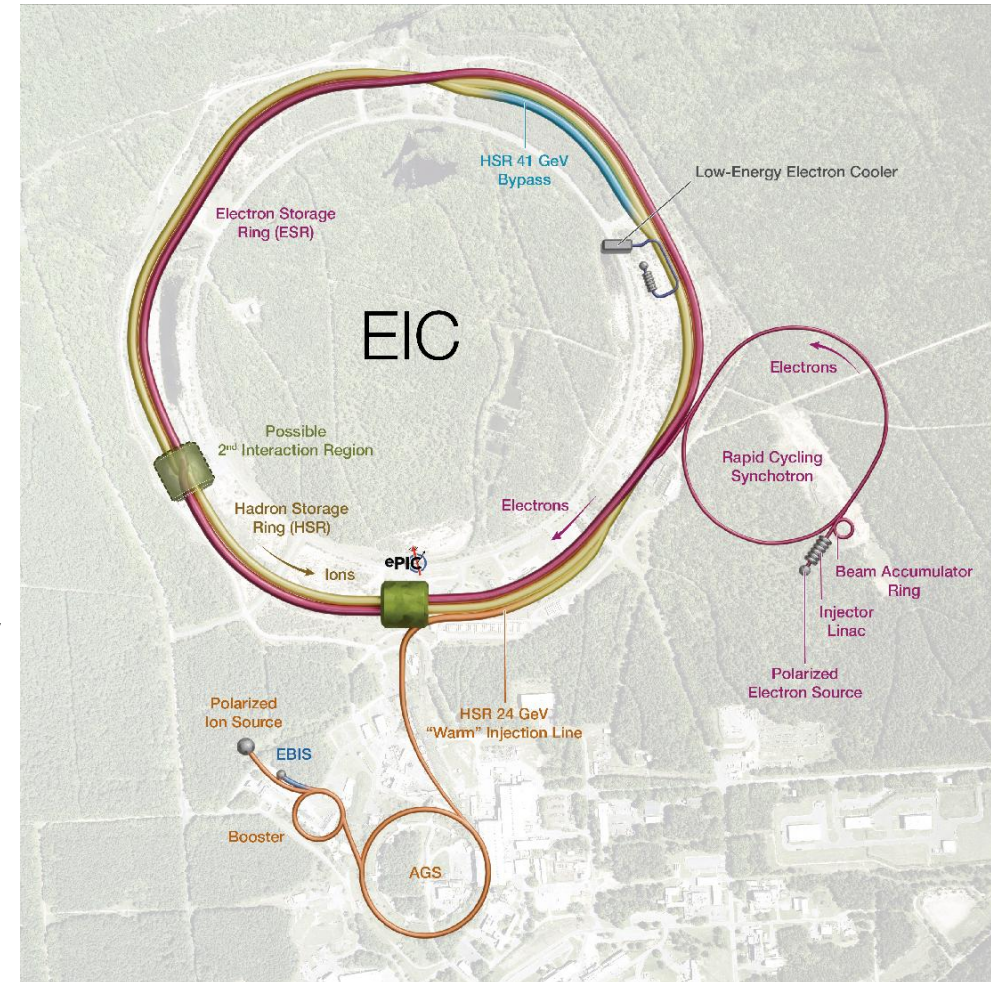 HSR 41 GeV
Bypass
Low-Energy Electron Cooler
Electron Storage
Ring (ESR)
EIC
Electrons
Possible
2nd Interaction Region
Rapid Cycling
Synchotron
Hadron Storage
Ring (HSR)
Electrons
Ions
ePIC
Beam Accumulator
Ring
Injector
Linac
Polarized
Electron Source
Polarized
Ion Source
HSR 24 GeV
“Warm” Injection Line
EBIS
Booster
AGS